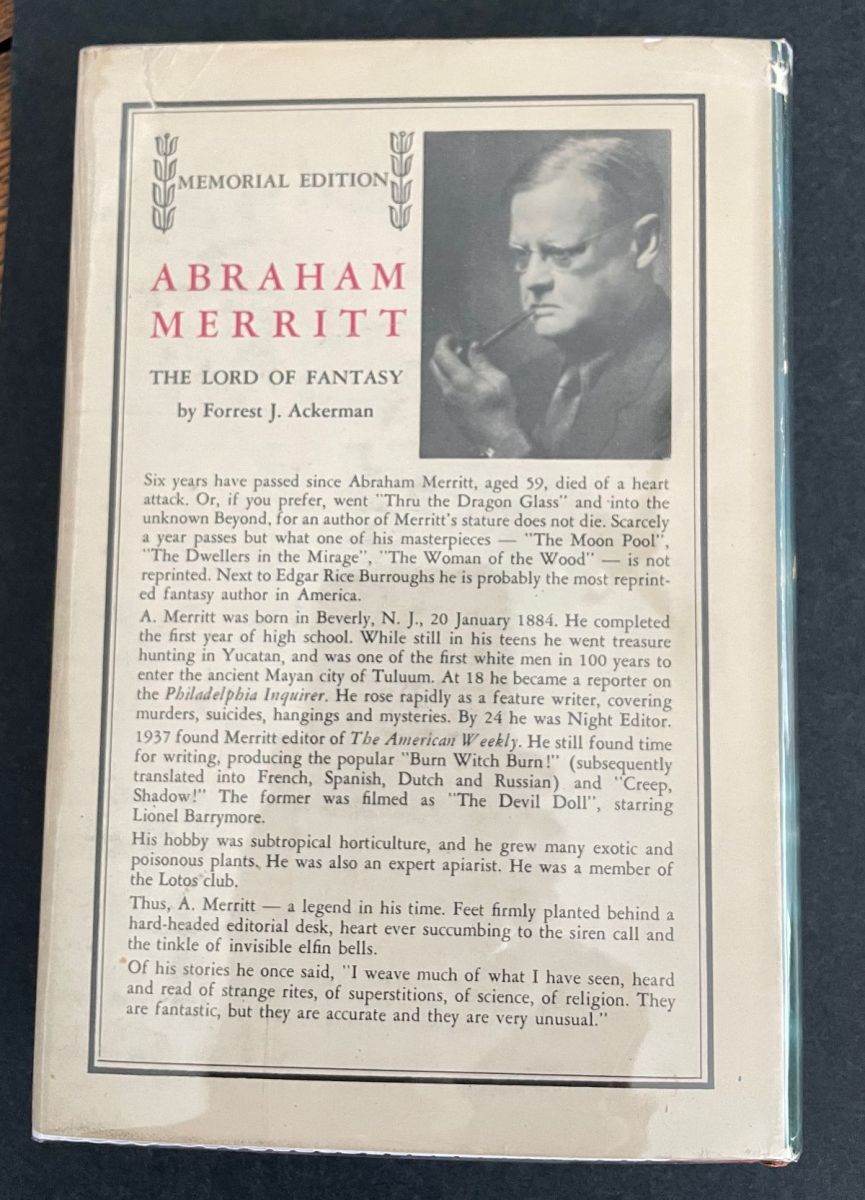 MEMORIAL EDITION
ABRAHAM
MERRITT
THE LORD OF FANTASY
by Forrest J. Ackerman
Six years have passed since Abraham Merritt, aged 59, died of a heart
attack. Or, if you prefer, went "Thru the Dragon Glass" and into the
unknown Beyond, for an author of Merritt's stature does not die. Scarcely
a year passes but what one of his masterpieces — "The Moon Pool",
"The Dwellers in the Mirage", "The Woman of the Wood" — is not
reprinted. Next to Edgar Rice Burroughs he is probably the most reprint-
ed fantasy author in America.
A. Merritt was born in Beverly, N. J., 20 January 1884. He completed
the first year of high school. While still in his teens he went treasure
hunting in Yucatan, and was one of the first white men in 100 years to
enter the ancient Mayan city of Tuluum. At 18 he became a reporter on
the Philadelphia Inquirer. He rose rapidly as a feature writer, covering
murders, suicides, hangings and mysteries. By 24 he was Night Editor.
1937 found Merritt editor of The American Weekly. He still found time
for writing, producing the popular "Burn Witch Burn!" (subsequently
translated into French, Spanish, Dutch and Russian) and "Creep,
Shadow!" The former was filmed as "The Devil Doll", starring
Lionel Barrymore.
His hobby was subtropical horticulture, and he grew many exotic and
poisonous plants. He was also an expert apiarist. He was a member of
the Lotos club.
Thus, A. Merritt — a legend in his time. Feet firmly planted behind a
hard-headed editorial desk, heart ever succumbing to the siren call and
the tinkle of invisible elfin bells.
Of his stories he once said, "I weave much of what I have seen, heard
and read of strange rites, of superstitions, of science, of religion. They
are fantastic, but they are accurate and they are very unusual."